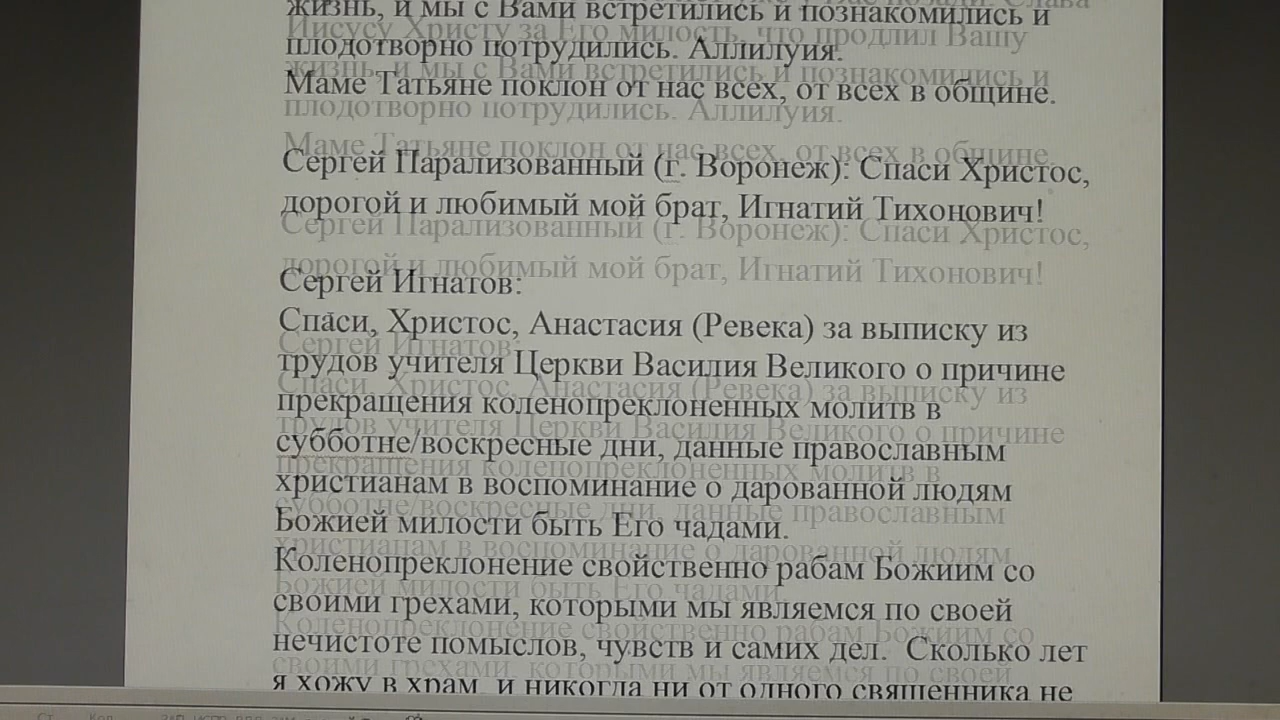 жизнь, и мы с Вами встретились и познакомились и
плодотворно потрудились. Аллилуия.
Маме Татьяне поклон от нас всех, от всех в общине.
Сергей Парализованный (г. Воронеж): Спаси Христос,
дорогой и любимый мой брат, Игнатий Тихонович!
Сергей Игнатов:
Спаси, Христос, Анастасия (Ревека) за выписку из
трудов учителя Церкви Василия Великого о причине
прекращения коленопреклоненных молитв в
субботне/воскресные дни, данные православным
христианам в воспоминание о дарованной людям
Божией милости быть Его чадами.
Коленопреклонение свойственно рабам Божиим со
своими грехами, которыми мы являемся по своей
нечистоте помыслов, чувств и самих дел. Сколько лет
я хожу в храм, и никогда ни от одного священника не